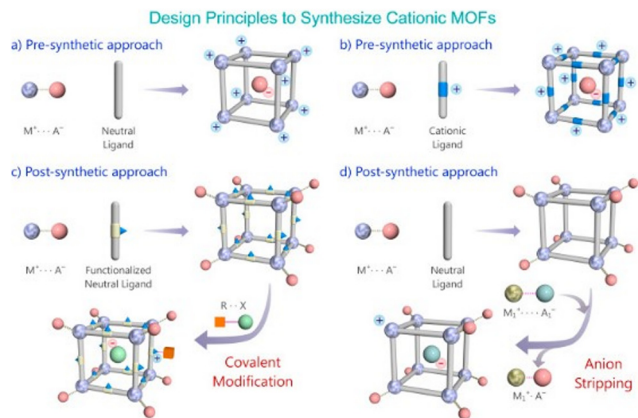 Design Principles to Synthesize Cationic MOFs
a) Pre-synthetic approach
M⁺···A⁻
Neutral
Ligand
b) Pre-synthetic approach
M⁺···A⁻
Cationic
Ligand
c) Post-synthetic approach
M⁺···A⁻
Functionalized
Neutral Ligand
R··X
Covalent
Modification
d) Post-synthetic approach
M⁺···A⁻
Neutral
Ligand
M₁⁺·····A₁⁻
Anion
Stripping
M₁⁺·A⁻